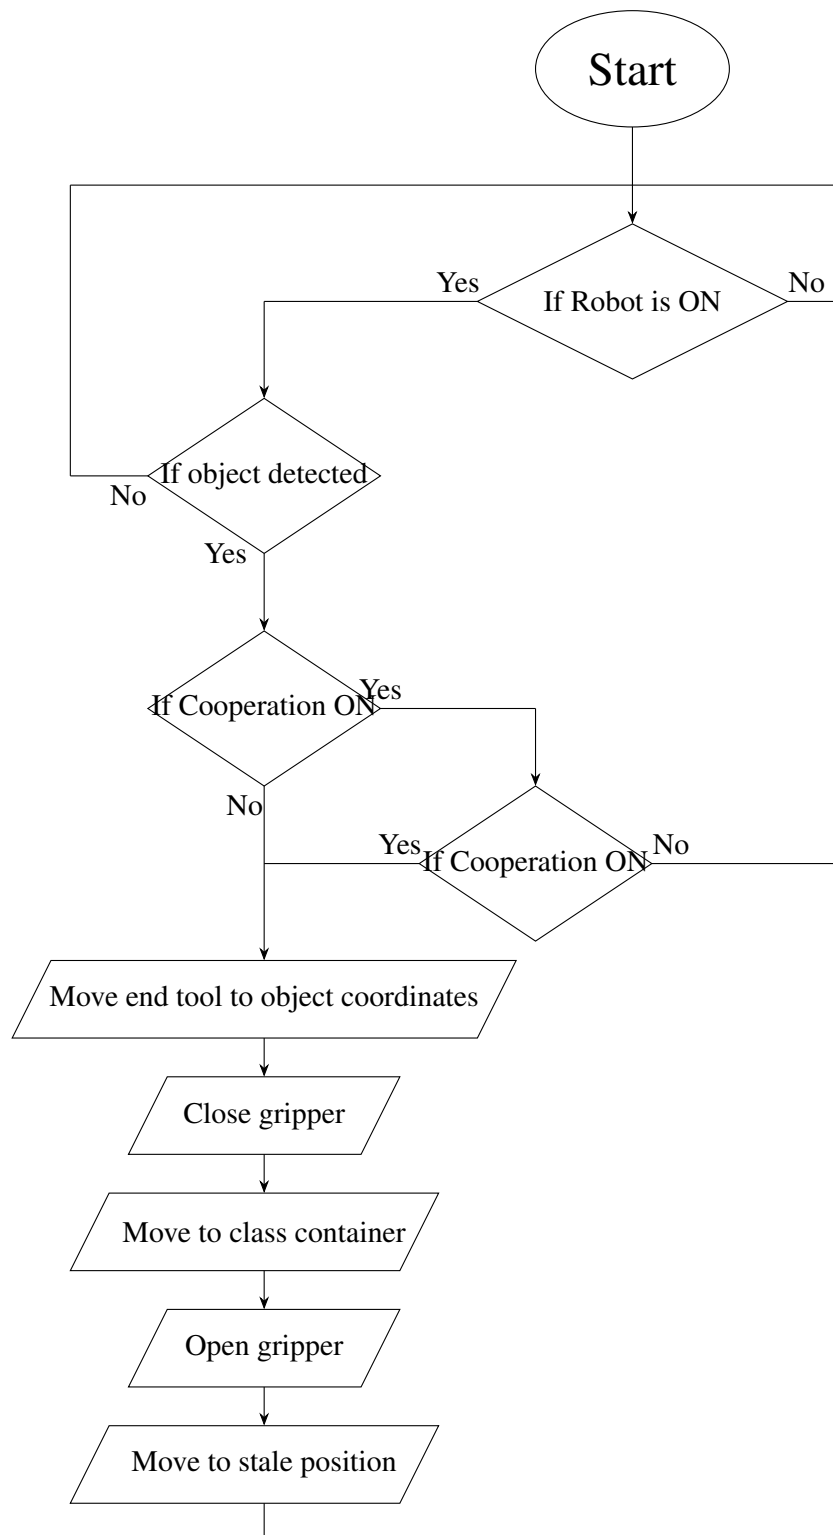 Start
If Robot is ON
Yes
No
If object detected
No
Yes
If Cooperation ON
Yes
No
If Cooperation ON
Yes
No
Move end tool to object coordinates
Close gripper
Move to class container
Open gripper
Move to stale position